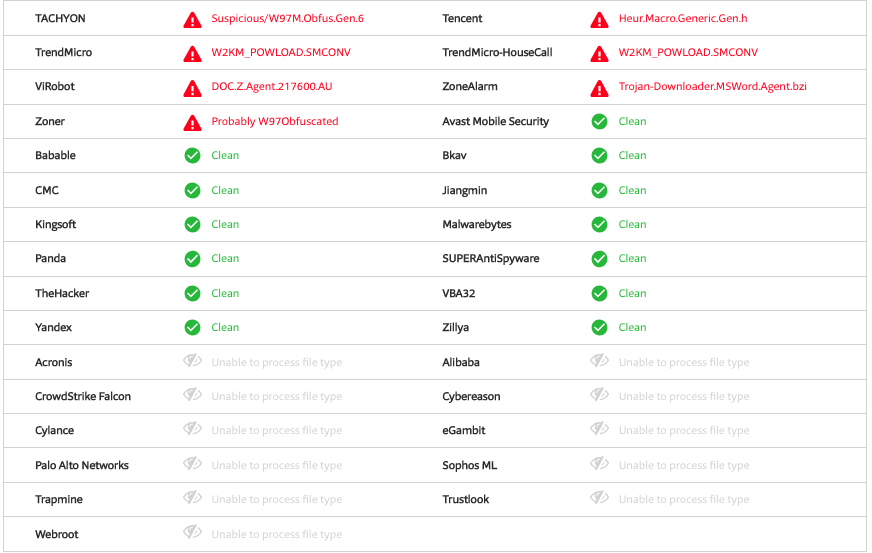 TACHYON Suspicious/W97M.Obfus.Gen.6 Tencent Heur.Macro.Generic.Gen.h
TrendMicro W2KM_POWLOAD.SMCONV TrendMicro-HouseCall W2KM_POWLOAD.SMCONV
ViRobot DOC.Z.Agent.217600.AU ZoneAlarm Trojan-Downloader.MSWord.Agent.bzi
Zoner Probably W97Obfuscated Avast Mobile Security Clean
Babable Clean Bkav Clean
CMC Clean Jiangmin Clean
Kingsoft Clean Malwarebytes Clean
Panda Clean SUPERAntiSpyware Clean
TheHacker Clean VBA32 Clean
Yandex Clean Zillya Clean
Acronis Unable to process file type Alibaba Unable to process file type
CrowdStrike Falcon Unable to process file type Cybereason Unable to process file type
Cylance Unable to process file type eGambit Unable to process file type
Palo Alto Networks Unable to process file type Sophos ML Unable to process file type
Trapmine Unable to process file type Trustlook Unable to process file type
Webroot Unable to process file type